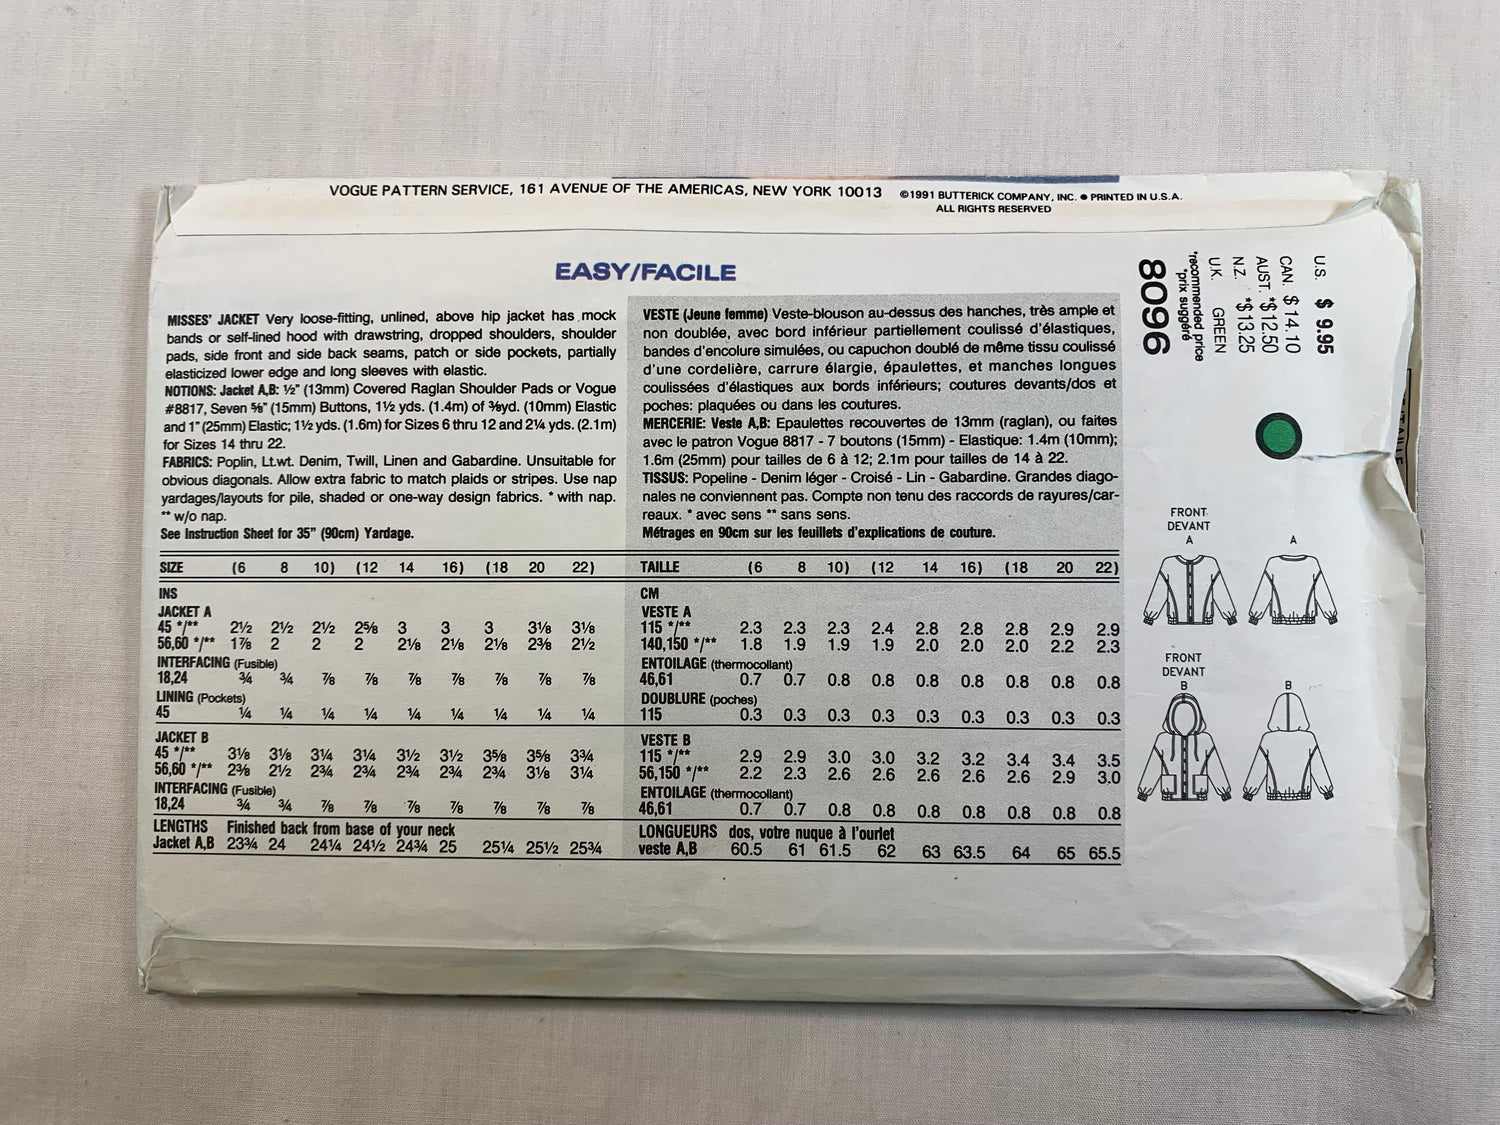 VOGUE PATTERN SERVICE, 161 AVENUE OF THE AMERICAS, NEW YORK 10013 ©1991 BUTTERICK COMPANY, INC. ● PRINTED IN U.S.A.
ALL RIGHTS RESERVED
EASY/FACILE
MISSES' JACKET Very loose-fitting, unlined, above hip jacket has mock
bands or self-lined hood with drawstring, dropped shoulders, shoulder
pads, side front and side back seams, patch or side pockets, partially
elasticized lower edge and long sleeves with elastic.
NOTIONS: Jacket A,B: ½" (13mm) Covered Raglan Shoulder Pads or Vogue
#8817, Seven ⅝" (15mm) Buttons, 1½ yds. (1.4m) of ⅜yd. (10mm) Elastic
and 1" (25mm) Elastic; 1½ yds. (1.6m) for Sizes 6 thru 12 and 2¼ yds. (2.1m)
for Sizes 14 thru 22.
FABRICS: Poplin, Lt.wt. Denim, Twill, Linen and Gabardine. Unsuitable for
obvious diagonals. Allow extra fabric to match plaids or stripes. Use nap
yardages/layouts for pile, shaded or one-way design fabrics. * with nap.
** w/o nap.
See Instruction Sheet for 35" (90cm) Yardage.
SIZE (6 8 10) (12 14 16) (18 20 22)
INS
JACKET A
45 */** 2½ 2½ 2½ 2⅝ 3 3 3 3⅛ 3⅛
56,60 */** 1⅞ 2 2 2 2⅛ 2⅛ 2⅛ 2⅜ 2½
INTERFACING (Fusible)
18,24 ¾ ¾ ⅞ ⅞ ⅞ ⅞ ⅞ ⅞ ⅞
LINING (Pockets)
45 ¼ ¼ ¼ ¼ ¼ ¼ ¼ ¼ ¼
JACKET B
45 */** 3⅛ 3⅛ 3¼ 3¼ 3½ 3½ 3⅝ 3⅝ 3¾
56,60 */** 2⅜ 2½ 2¾ 2¾ 2¾ 2¾ 2¾ 3⅛ 3¼
INTERFACING (Fusible)
18,24 ¾ ¾ ⅞ ⅞ ⅞ ⅞ ⅞ ⅞ ⅞
LENGTHS Finished back from base of your neck
Jacket A,B 23¾ 24 24¼ 24½ 24¾ 25 25¼ 25½ 25¾
VESTE (Jeune femme) Veste-blouson au-dessus des hanches, très ample et
non doublée, avec bord inférieur partiellement coulissé d'élastiques,
bandes d'encolure simulées, ou capuchon doublé de même tissu coulissé
d'une cordelière, carrure élargie, épaulettes, et manches longues
coulissées d'élastiques aux bords inférieurs; coutures devants/dos et
poches: plaquées ou dans les coutures.
MERCERIE: Veste A,B: Epaulettes recouvertes de 13mm (raglan), ou faites
avec le patron Vogue 8817 - 7 boutons (15mm) - Elastique: 1.4m (10mm);
1.6m (25mm) pour tailles de 6 à 12; 2.1m pour tailles de 14 à 22.
TISSUS: Popeline - Denim léger - Croisé - Lin - Gabardine. Grandes diago-
nales ne conviennent pas. Compte non tenu des raccords de rayures/car-
reaux. * avec sens ** sans sens.
Métrages en 90cm sur les feuillets d'explications de couture.
TAILLE (6 8 10) (12 14 16) (18 20 22)
CM
VESTE A
115 */** 2.3 2.3 2.3 2.4 2.8 2.8 2.8 2.9 2.9
140,150 */** 1.8 1.9 1.9 1.9 2.0 2.0 2.0 2.2 2.3
ENTOILAGE (thermocollant)
46,61 0.7 0.7 0.8 0.8 0.8 0.8 0.8 0.8 0.8
DOUBLURE (poches)
115 0.3 0.3 0.3 0.3 0.3 0.3 0.3 0.3 0.3
VESTE B
115 */** 2.9 2.9 3.0 3.0 3.2 3.2 3.4 3.4 3.5
56,150 */** 2.2 2.3 2.6 2.6 2.6 2.6 2.6 2.9 3.0
ENTOILAGE (thermocollant)
46,61 0.7 0.7 0.8 0.8 0.8 0.8 0.8 0.8 0.8
LONGUEURS dos, votre nuque à l'ourlet
veste A,B 60.5 61 61.5 62 63 63.5 64 65 65.5
U.S. $ 9.95
CAN. $ 14.10
AUST. *$12.50
N.Z. *$13.25
U.K. GREEN
*recommended price
*prix suggéré
8096
FRONT
DEVANT
A
A
FRONT
DEVANT
B
B